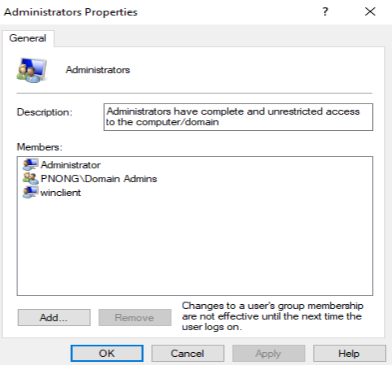 Administrators Properties
General
Administrators
Description:
Administrators have complete and unrestricted access
to the computer/domain
Members:
Administrator
PNONG\Domain Admins
winclient
Add...
Remove
Changes to a user's group membership
are not effective until the next time the
user logs on.
OK
Cancel
Apply
Help